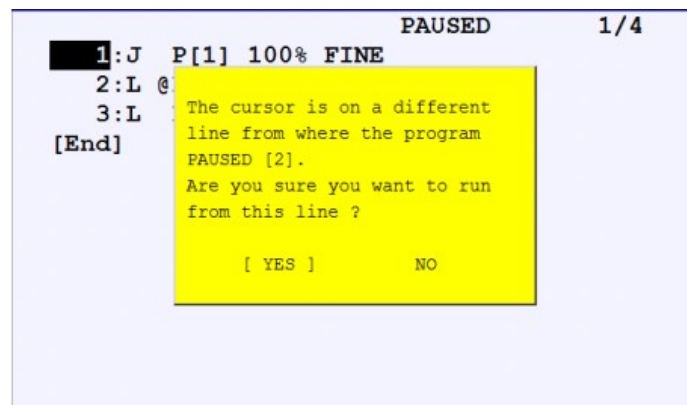 PAUSED 1/4
1:J P[1] 100% FINE
2:L @
3:L
[End]
The cursor is on a different
line from where the program
PAUSED [2].
Are you sure you want to run
from this line ?
[ YES ] NO